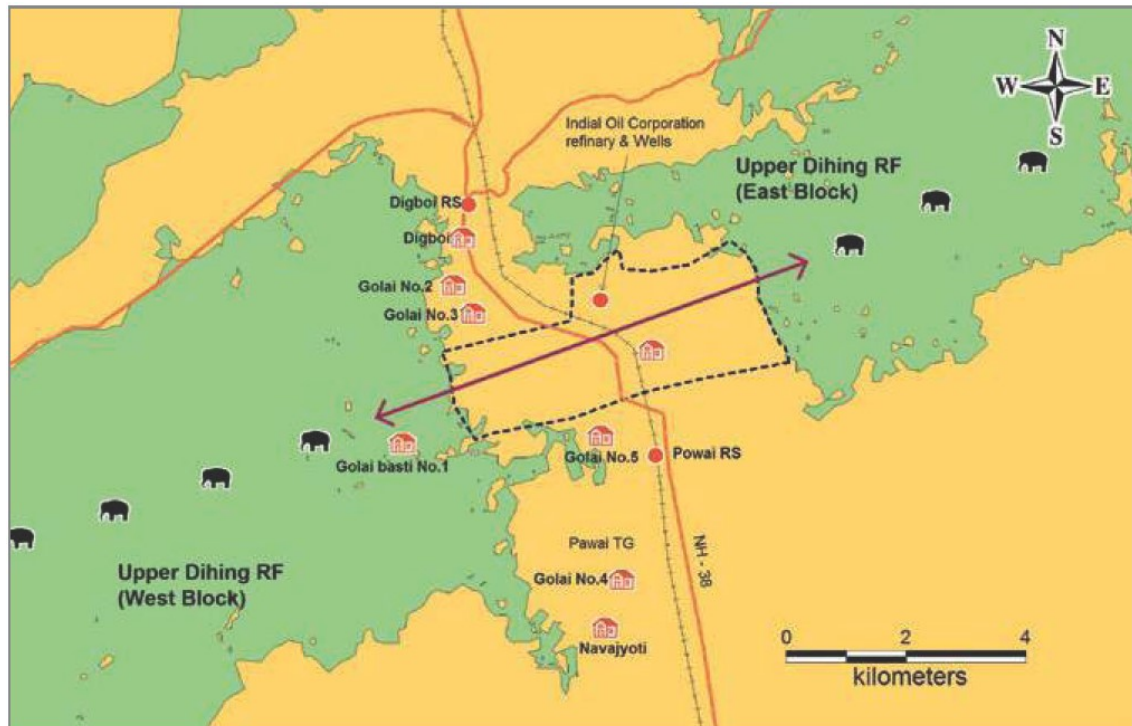 N
W E
S
Indial Oil Corporation
refinary & Wells
Upper Dihing RF
(East Block)
Digboi RS
Digboi
Golai No.2
Golai No.3
Golai basti No.1
Golai No.5
Powai RS
Pawai TG
NH - 38
Golai No.4
Upper Dihing RF
(West Block)
Navajyoti
0 2 4
kilometers